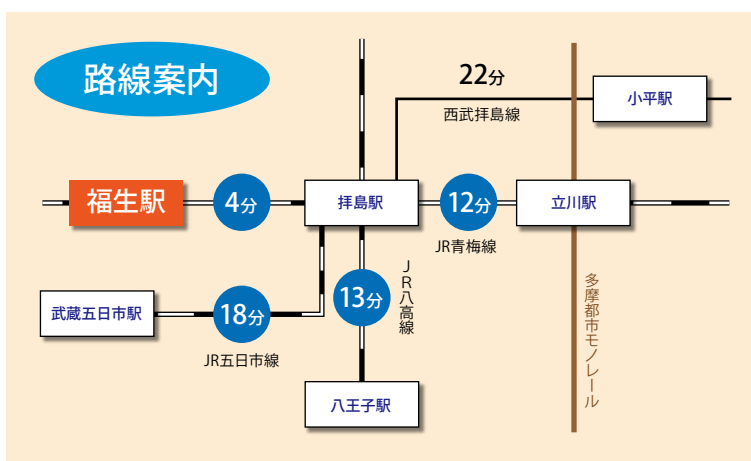 路線案内
22分
西武拝島線
小平駅
福生駅
4分
拝島駅
12分
立川駅
JR青梅線
武蔵五日市駅
18分
JR五日市線
13分
JR八高線
多摩都市モノレール
八王子駅